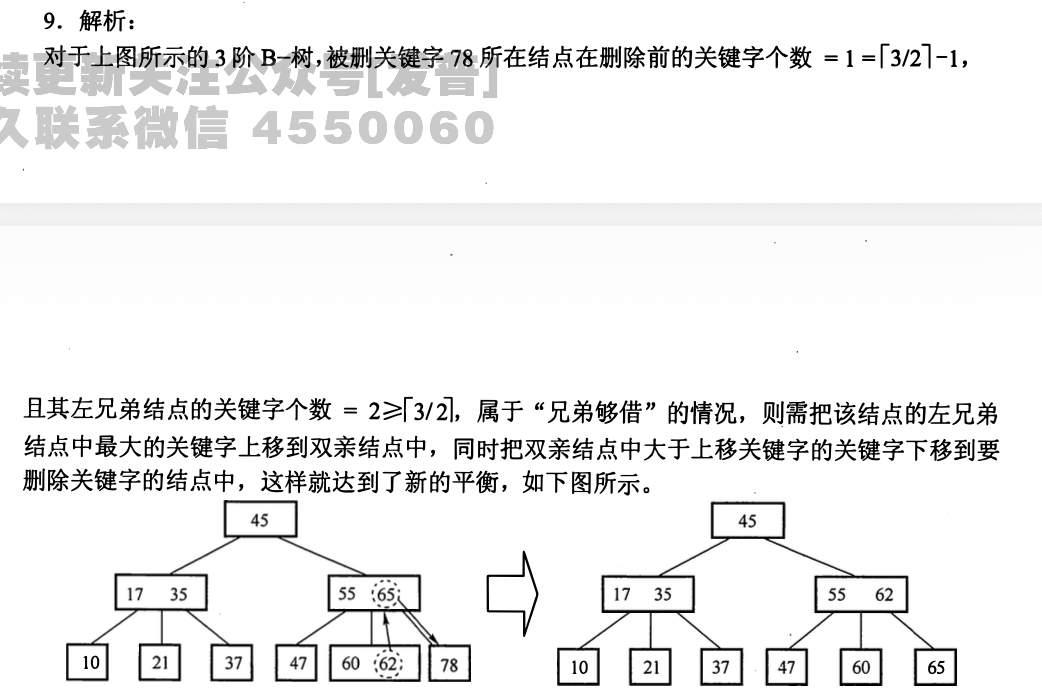 9．解析：
对于上图所示的 3 阶 B-树，被删关键字 78 所在结点在删除前的关键字个数 = 1 =⌈3/2⌉-1，
续更新关注公众号[发普]
久联系微信 4550060
且其左兄弟结点的关键字个数 = 2≥⌈3/2⌉，属于“兄弟够借”的情况，则需把该结点的左兄弟
结点中最大的关键字上移到双亲结点中，同时把双亲结点中大于上移关键字的关键字下移到要
删除关键字的结点中，这样就达到了新的平衡，如下图所示。
45 45
17 35 55 65 17 35 55 62
10 21 37 47 60 62 78 10 21 37 47 60 65